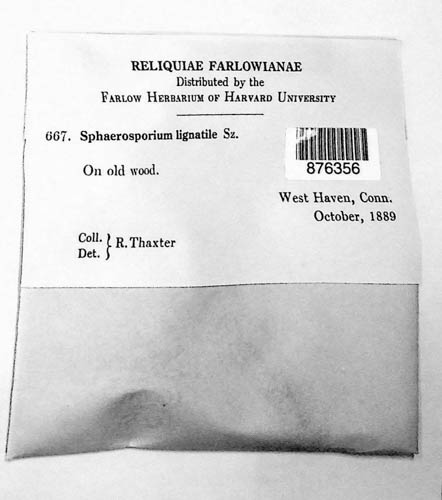 RELIQUIAE FARLOWIANAE
Distributed by the
FARLOW HERBARIUM OF HARVARD UNIVERSITY
667. Sphaerosporium lignatile Sz.
876356
On old wood.
West Haven, Conn.
October, 1889
Coll.
Det. } R. Thaxter